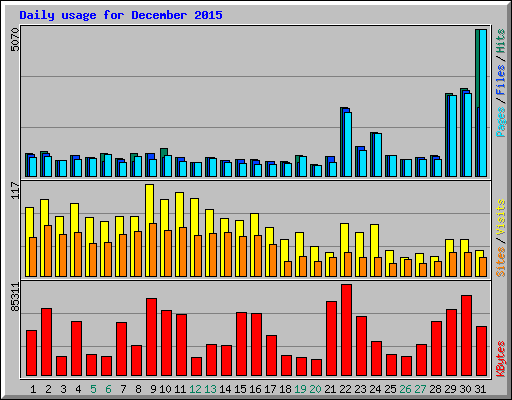 Daily usage for December 2015
5070
Pages / Files / Hits
117
Sites / Visits
85311
KBytes
1 2 3 4 5 6 7 8 9 10 11 12 13 14 15 16 17 18 19 20 21 22 23 24 25 26 27 28 29 30 31